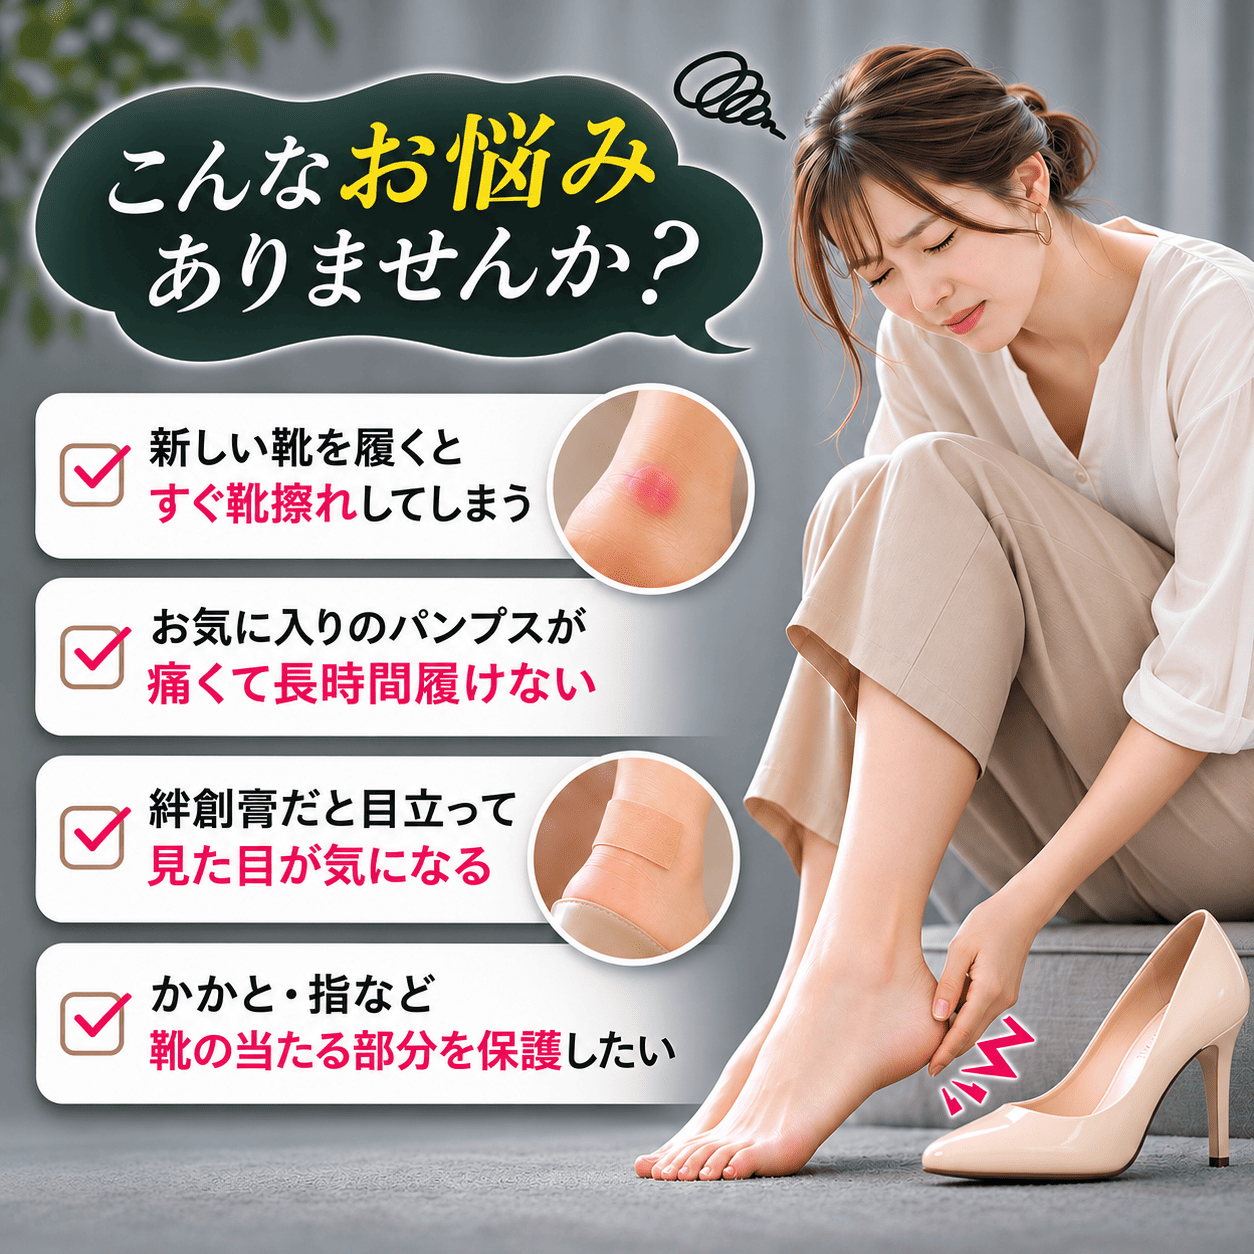 こんなお悩み
ありませんか?
新しい靴を履くと
すぐ靴擦れしてしまう
お気に入りのパンプスが
痛くて長時間履けない
絆創膏だと目立って
見た目が気になる
かかと・指など
靴の当たる部分を保護したい